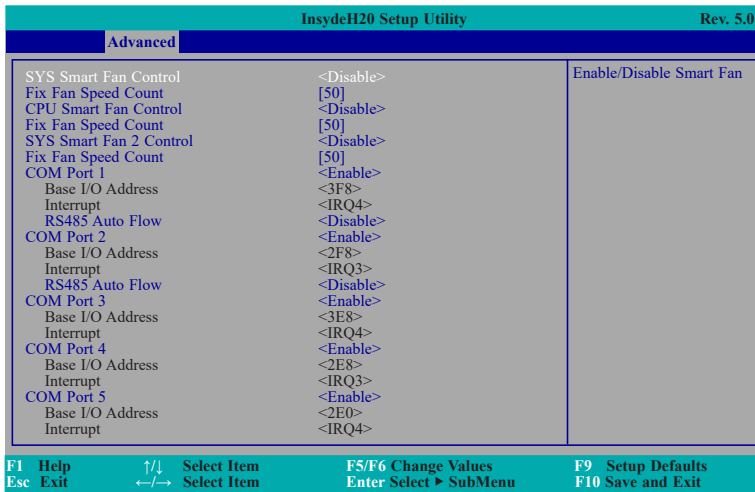 InsydeH20 Setup Utility Rev. 5.0
Advanced
SYS Smart Fan Control <Disable>
Fix Fan Speed Count [50]
CPU Smart Fan Control <Disable>
Fix Fan Speed Count [50]
SYS Smart Fan 2 Control <Disable>
Fix Fan Speed Count [50]
COM Port 1 <Enable>
Base I/O Address <3F8>
Interrupt <IRQ4>
RS485 Auto Flow <Disable>
COM Port 2 <Enable>
Base I/O Address <2F8>
Interrupt <IRQ3>
RS485 Auto Flow <Disable>
COM Port 3 <Enable>
Base I/O Address <3E8>
Interrupt <IRQ4>
COM Port 4 <Enable>
Base I/O Address <2E8>
Interrupt <IRQ3>
COM Port 5 <Enable>
Base I/O Address <2E0>
Interrupt <IRQ4>
Enable/Disable Smart Fan
F1 Help ↑/↓ Select Item F5/F6 Change Values F9 Setup Defaults
Esc Exit ←/→ Select Item Enter Select ▶ SubMenu F10 Save and Exit